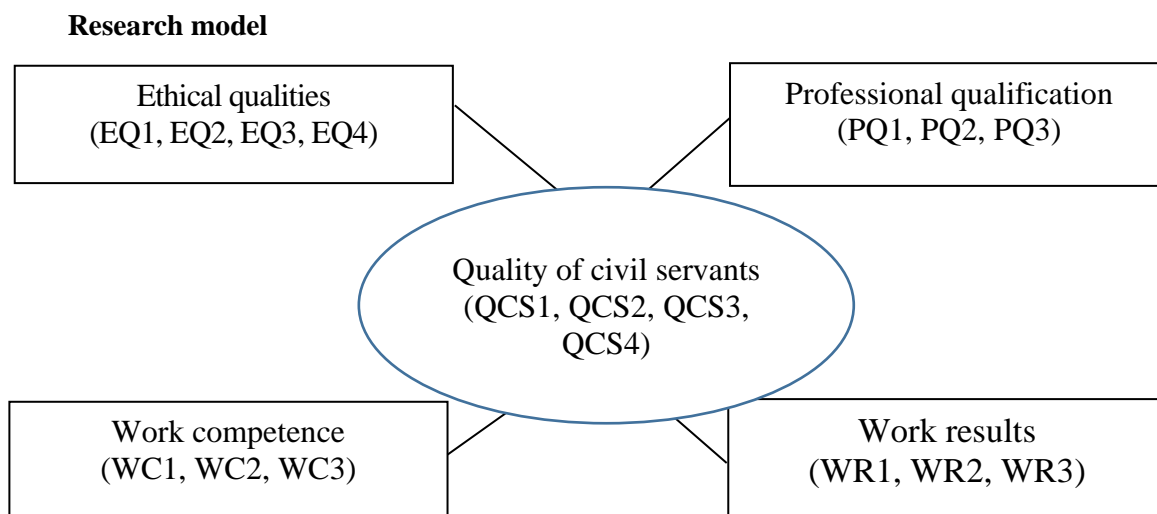 Research model
Ethical qualities
(EQ1, EQ2, EQ3, EQ4)
Professional qualification
(PQ1, PQ2, PQ3)
Quality of civil servants
(QCS1, QCS2, QCS3,
QCS4)
Work competence
(WC1, WC2, WC3)
Work results
(WR1, WR2, WR3)